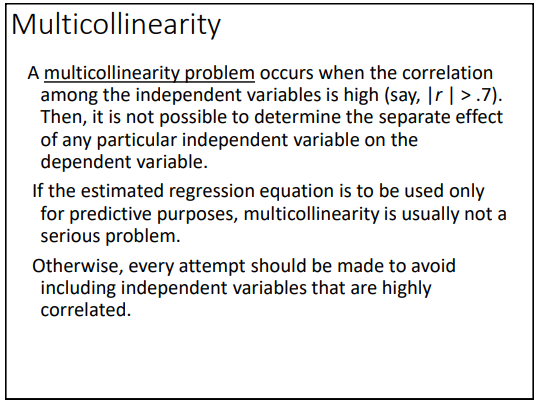 Multicollinearity
A multicollinearity problem occurs when the correlation
among the independent variables is high (say, |r | > .7).
Then, it is not possible to determine the separate effect
of any particular independent variable on the
dependent variable.
If the estimated regression equation is to be used only
for predictive purposes, multicollinearity is usually not a
serious problem.
Otherwise, every attempt should be made to avoid
including independent variables that are highly
correlated.